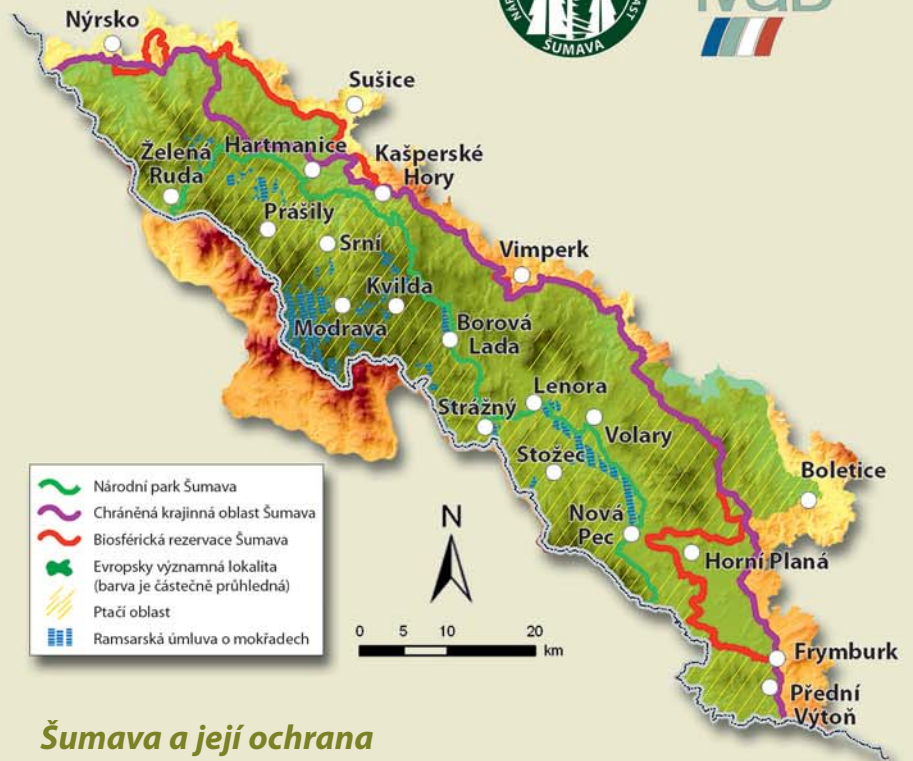 ŠUMAVA
Nýrsko
Sušice
Hartmanice
Želená
Ruda
Kašperské
Hory
Prášily
Srní
Vimperk
Kvilda
Modrava
Borová
Lada
Lenora
Strážný
Volary
Stožec
Boletice
Nová
Pec
Horní Planá
Frymburk
Přední
Výtoň
Národní park Šumava
Chráněná krajinná oblast Šumava
Biosférická rezervace Šumava
Evropsky významná lokalita
(barva je částečně průhledná)
Ptačí oblast
Ramsarská úmluva o mokřadech
N
0 5 10 20
km
Šumava a její ochrana